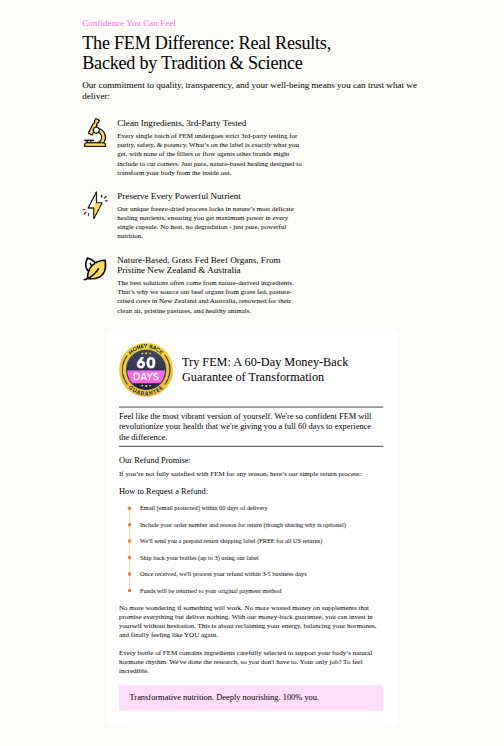 Confidence You Can Feel
The FEM Difference: Real Results,
Backed by Tradition & Science
Our commitment to quality, transparency, and your well-being means you can trust what we
deliver:
Clean Ingredients, 3rd-Party Tested
Every single batch of FEM undergoes strict 3rd-party testing for
purity, safety, & potency. What's on the label is exactly what you
get, with none of the fillers or flow agents other brands might
include to cut corners. Just pure, nature-based healing designed to
transform your body from the inside out.
Preserve Every Powerful Nutrient
Our unique freeze-dried process locks in nature's most delicate
healing nutrients, ensuring you get maximum power in every
single capsule. No heat, no degradation - just pure, powerful
nutrition.
Nature-Based, Grass Fed Beef Organs, From
Pristine New Zealand & Australia
The best solutions often come from nature-derived ingredients.
That's why we source our beef organs from grass fed, pasture-
raised cows in New Zealand and Australia, renowned for their
clean air, pristine pastures, and healthy animals.
MONEY BACK
60
DAYS
GUARANTEE
Try FEM: A 60-Day Money-Back
Guarantee of Transformation
Feel like the most vibrant version of yourself. We're so confident FEM will
revolutionize your health that we're giving you a full 60 days to experience
the difference.
Our Refund Promise:
If you're not fully satisfied with FEM for any reason, here's our simple return process:
How to Request a Refund:
Email [email protected] within 60 days of delivery
Include your order number and reason for return (though sharing why is optional)
We'll send you a prepaid return shipping label (FREE for all US returns)
Ship back your bottles (up to 3) using our label
Once received, we'll process your refund within 3-5 business days
Funds will be returned to your original payment method
No more wondering if something will work. No more wasted money on supplements that
promise everything but deliver nothing. With our money-back guarantee, you can invest in
yourself without hesitation. This is about reclaiming your energy, balancing your hormones,
and finally feeling like YOU again.
Every bottle of FEM contains ingredients carefully selected to support your body's natural
hormone rhythm. We've done the research, so you don't have to. Your only job? To feel
incredible.
Transformative nutrition. Deeply nourishing. 100% you.